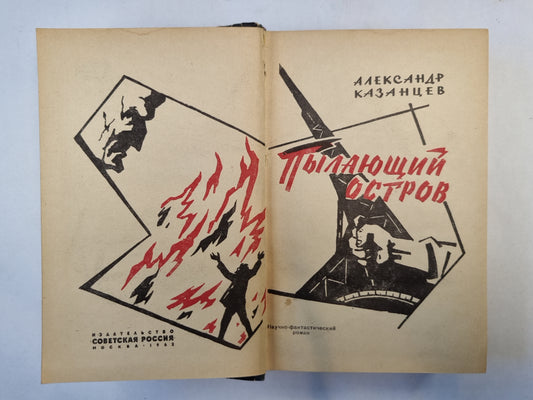 ИЗДАТЕЛЬСТВО
СОВЕТСКАЯ РОССИЯ
МОСКВА · 1962
АЛЕКСАНДР
КАЗАНЦЕВ
ПЫЛАЮЩИЙ
ОСТРОВ
Научно-фантастический
роман